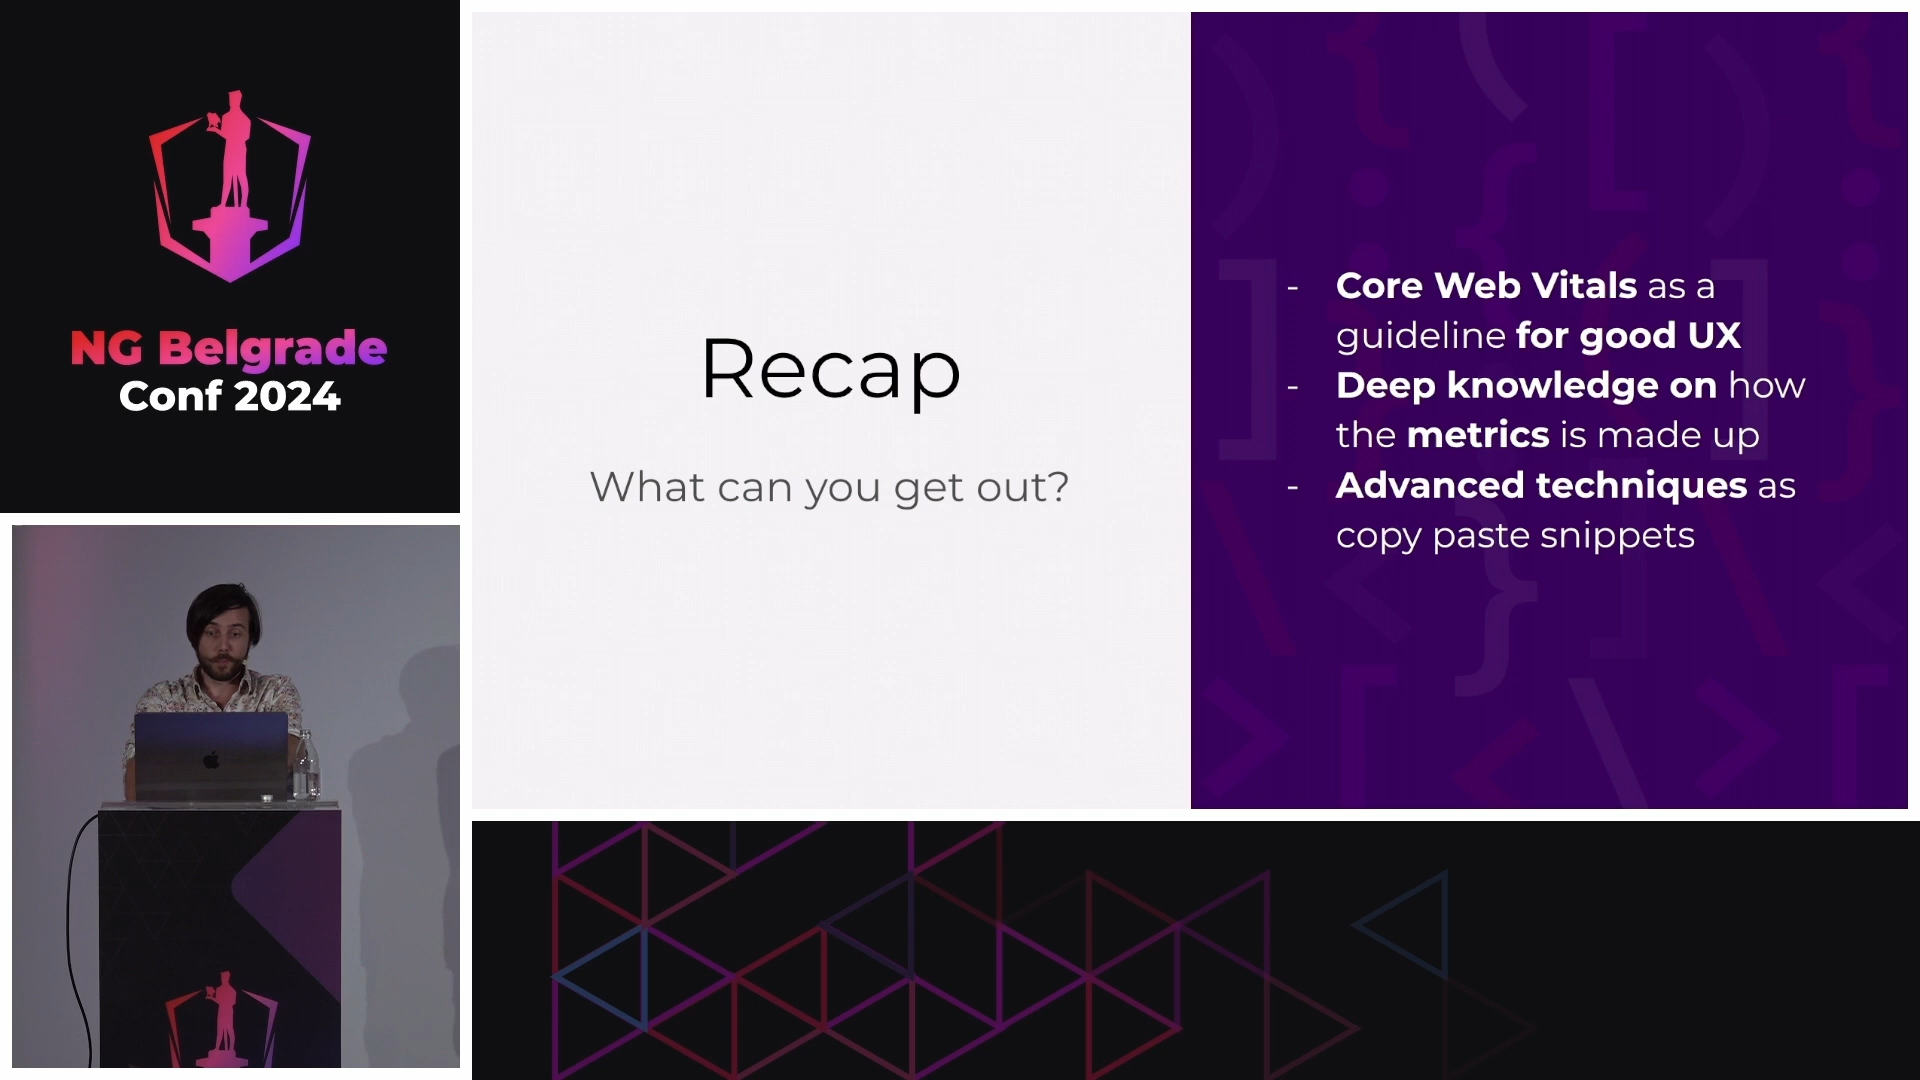 NG Belgrade
Conf 2024
Recap
What can you get out?
- Core Web Vitals as a
guideline for good UX
- Deep knowledge on how
the metrics is made up
- Advanced techniques as
copy paste snippets